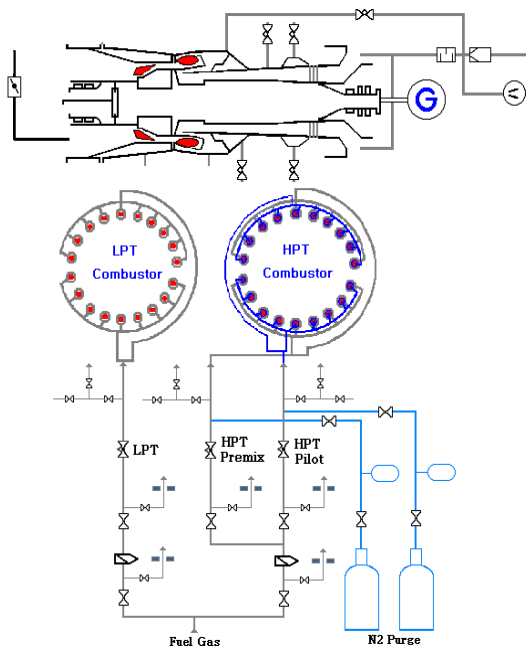 G
LPT
Combustor
HPT
Combustor
LPT
HPT
Premix
HPT
Pilot
Fuel Gas
N2 Purge